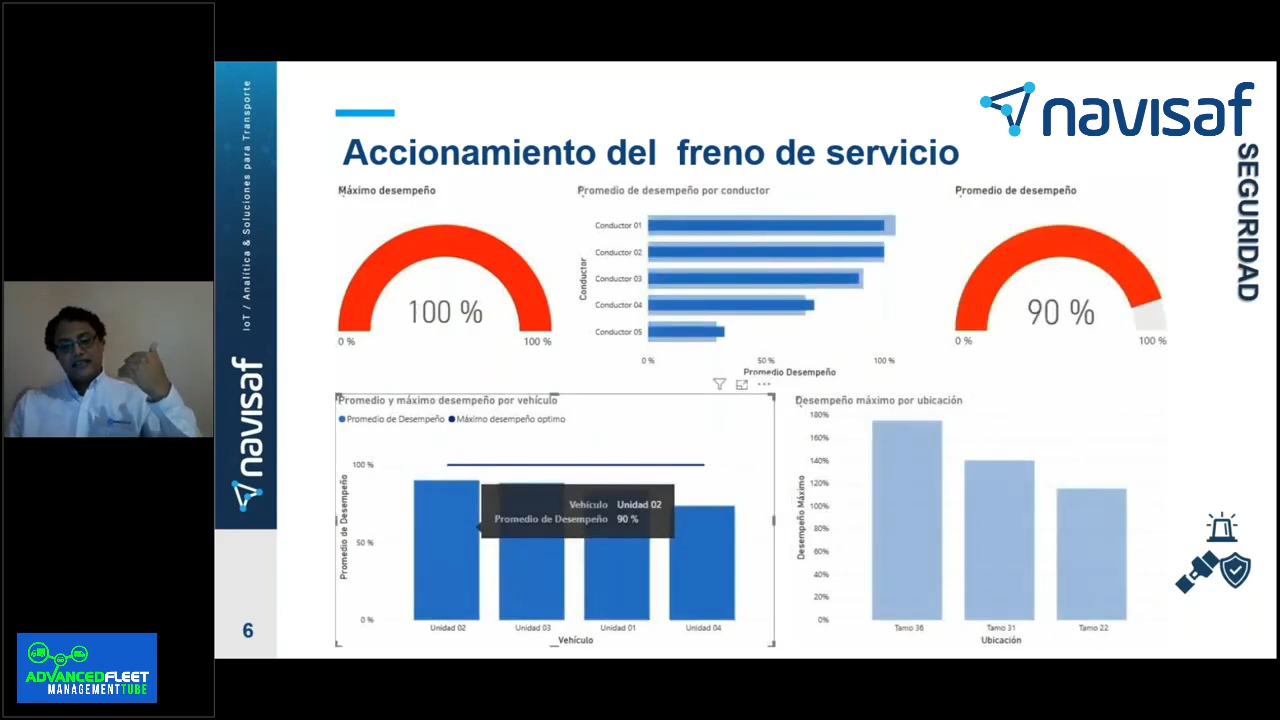 navisaf
SEGURIDAD
IoT / Analítica & Soluciones para Transporte
navisaf
6
Accionamiento del freno de servicio
Máximo desempeño
100 %
0 %
100 %
Promedio de desempeño por conductor
Conductor
Conductor 01
Conductor 02
Conductor 03
Conductor 04
Conductor 05
0 %
50 %
100 %
Promedio Desempeño
Promedio de desempeño
90 %
0 %
100 %
Promedio y máximo desempeño por vehículo
Promedio de Desempeño
Máximo desempeño optimo
Promedio de Desempeño
100 %
50 %
0 %
Vehículo Unidad 02
Promedio de Desempeño 90 %
Unidad 02
Unidad 03
Unidad 01
Unidad 04
Vehículo
Desempeño máximo por ubicación
Desempeño Máximo
180%
160%
140%
120%
100%
80%
60%
40%
20%
0%
Tamo 36
Tamo 31
Tamo 22
Ubicación
ADVANCEDFLEET
MANAGEMENTTUBE